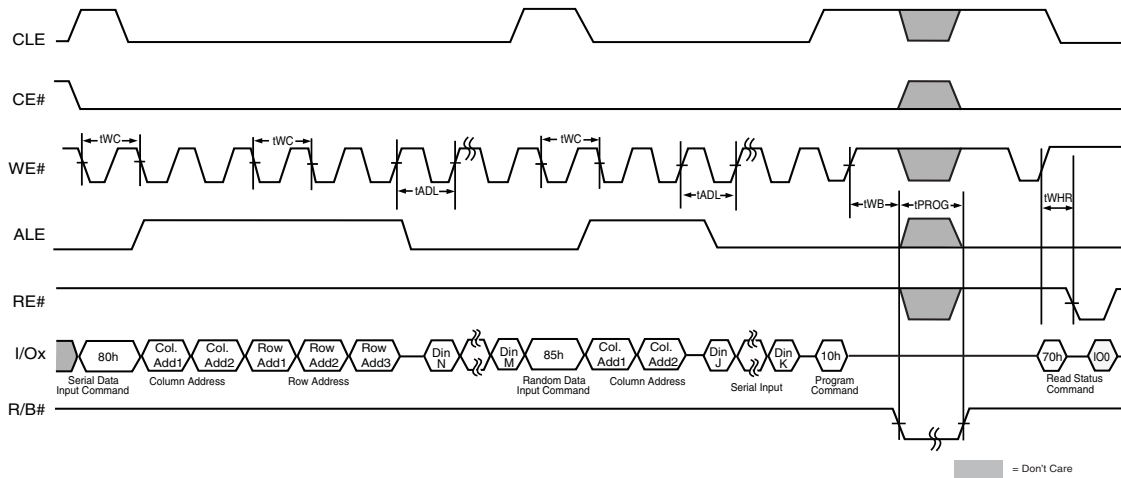 CLE
CE#
tWC
tWC
tWC
WE#
tADL
tADL
tWB
tPROG
tWHR
ALE
RE#
I/Ox
80h
Col. Add1
Col. Add2
Row Add1
Row Add2
Row Add3
Din N
Din M
85h
Col. Add1
Col. Add2
Din J
Din K
10h
70h
IO0
Serial Data Input Command
Column Address
Row Address
Random Data Input Command
Column Address
Serial Input
Program Command
Read Status Command
R/B#
= Don't Care